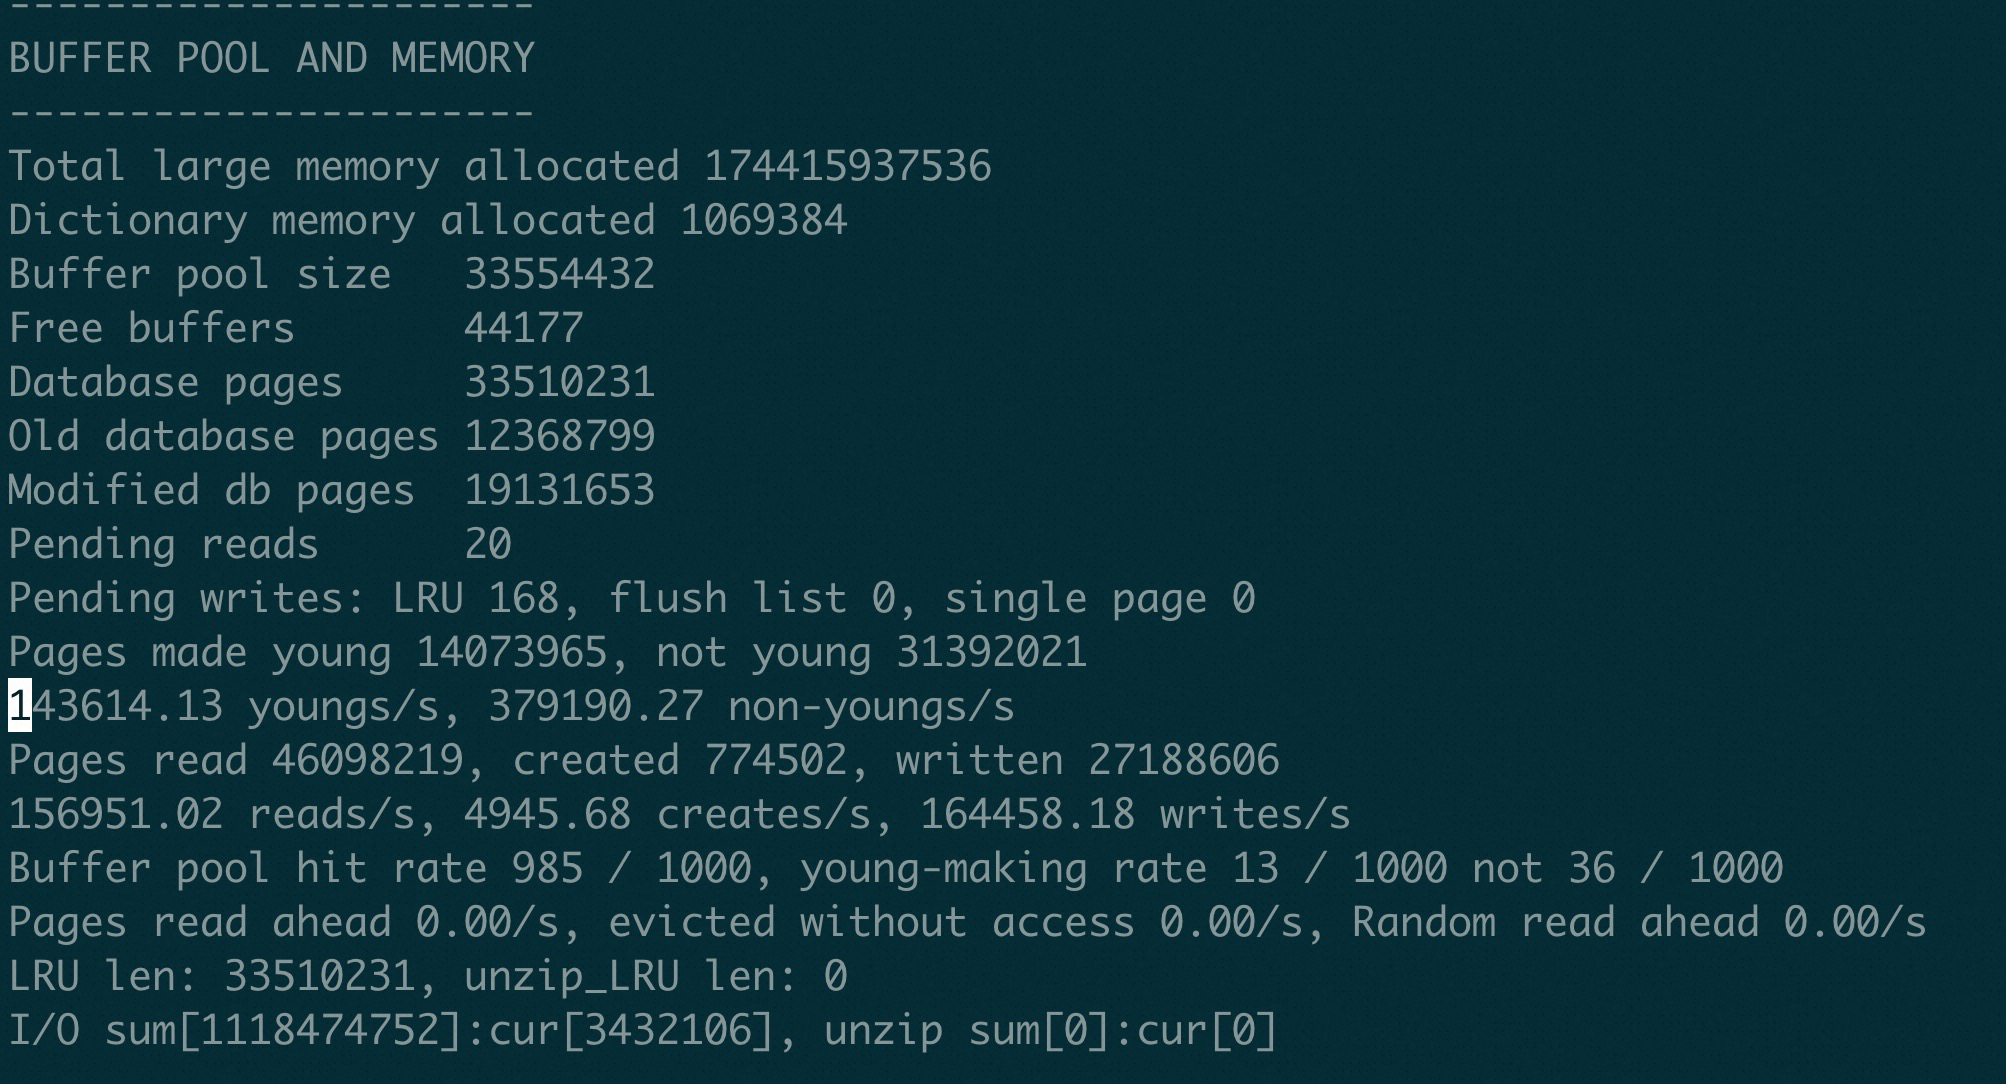 ----------------------
BUFFER POOL AND MEMORY
----------------------
Total large memory allocated 174415937536
Dictionary memory allocated 1069384
Buffer pool size   33554432
Free buffers       44177
Database pages     33510231
Old database pages 12368799
Modified db pages  19131653
Pending reads      20
Pending writes: LRU 168, flush list 0, single page 0
Pages made young 14073965, not young 31392021
143614.13 youngs/s, 379190.27 non-youngs/s
Pages read 46098219, created 774502, written 27188606
156951.02 reads/s, 4945.68 creates/s, 164458.18 writes/s
Buffer pool hit rate 985 / 1000, young-making rate 13 / 1000 not 36 / 1000
Pages read ahead 0.00/s, evicted without access 0.00/s, Random read ahead 0.00/s
LRU len: 33510231, unzip_LRU len: 0
I/O sum[1118474752]:cur[3432106], unzip sum[0]:cur[0]